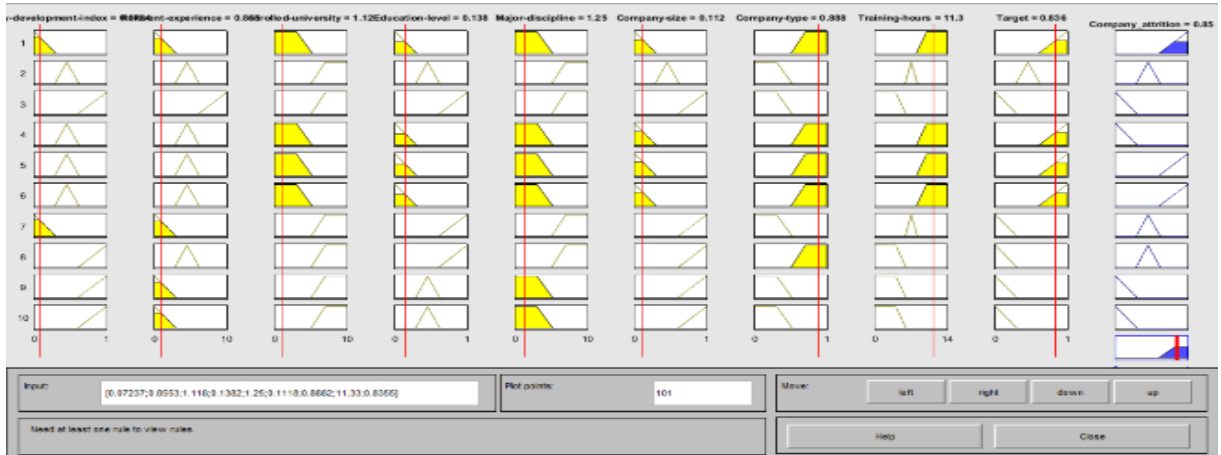 -development-index = experience = 0.855 rolled-university = 1.12 Education-level = 0.138 Major-discipline = 1.25 Company-size = 0.112 Company-type = 0.888 Training-hours = 11.3 Target = 0.836 Company_attrition = 0.85
1
2
3
4
5
6
7
8
9
10
0 1 0 10 0 10 0 1 0 10 0 1 0 1 0 14 0 1
Input: [0.07237;0.8553;1.118;0.1382;1.25;0.1118;0.8882;11.33;0.8355] Plot points: 101 Move: left right down up
Need at least one rule to view rules Help Close